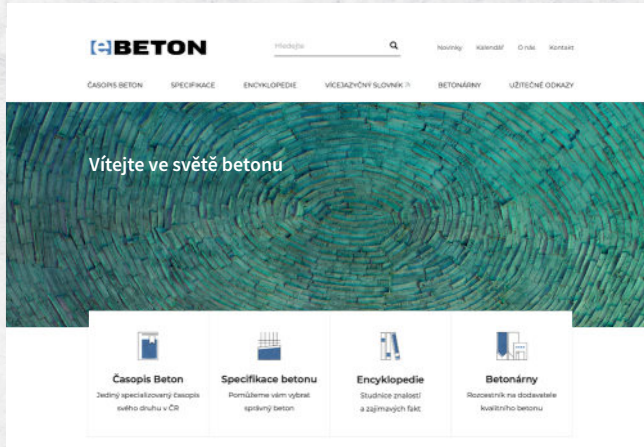 eBETON
Hledejte
Novinky Kalendář O nás Kontakt
ČASOPIS BETON SPECIFIKACE ENCYKLOPEDIE VÍCEJAZYČNÝ SLOVNÍK BETONÁRNY UŽITEČNÉ ODKAZY
Vítejte ve světě betonu
Časopis Beton
Jediný specializovaný časopis
svého druhu v ČR
Specifikace betonu
Pomůžeme vám vybrat
správný beton
Encyklopedie
Studnice znalostí
a zajímavých fakt
Betonárny
Rozcestník na dodavatele
kvalitního betonu